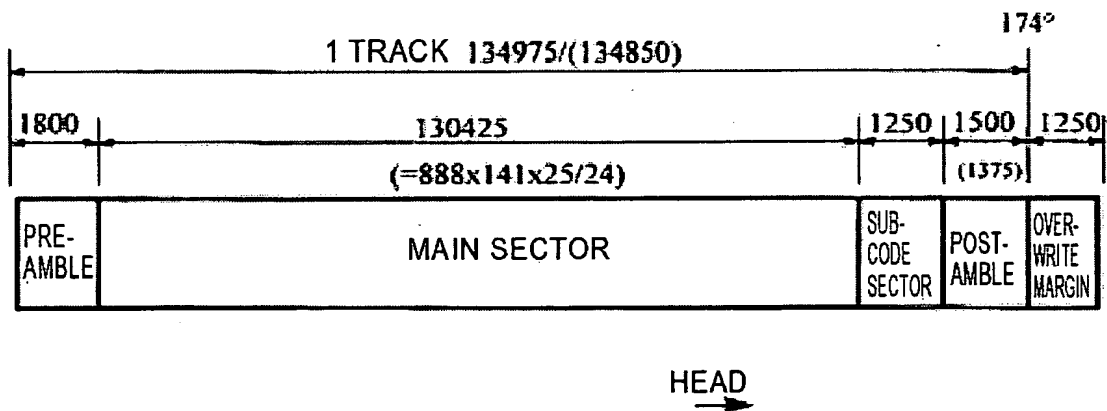 174°
1 TRACK 134975/(134850)
1800 130425 1250 1500 1250
(=888x141x25/24) (1375)
PRE-
AMBLE
MAIN SECTOR
SUB-
CODE
SECTOR
POST-
AMBLE
OVER-
WRITE
MARGIN
HEAD